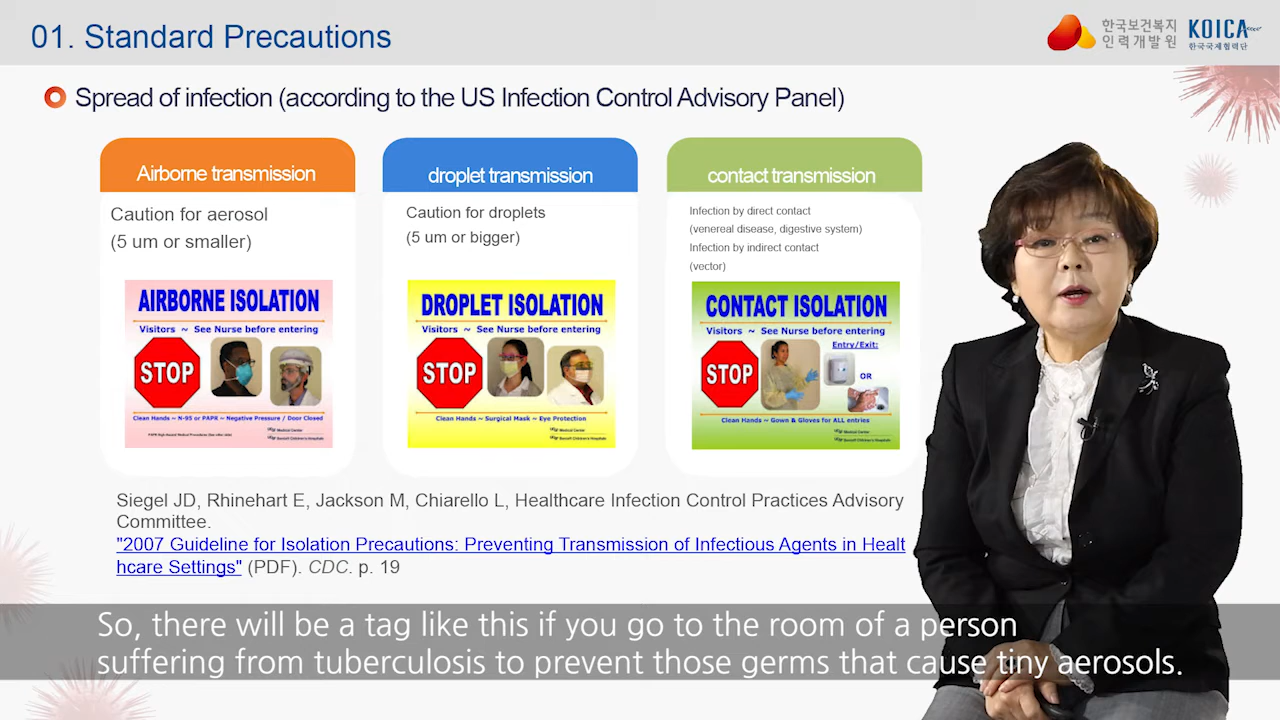 01. Standard Precautions
한국보건복지
인력개발원
KOICA
한국국제협력단
Spread of infection (according to the US Infection Control Advisory Panel)
Airborne transmission
Caution for aerosol
(5 um or smaller)
AIRBORNE ISOLATION
Visitors ~ See Nurse before entering
STOP
Clean Hands ~ N-95 or PAPR ~ Negative Pressure / Door Closed
droplet transmission
Caution for droplets
(5 um or bigger)
DROPLET ISOLATION
Visitors ~ See Nurse before entering
STOP
Clean Hands ~ Surgical Mask ~ Eye Protection
contact transmission
Infection by direct contact
(venereal disease, digestive system)
Infection by indirect contact
(vector)
CONTACT ISOLATION
Visitors ~ See Nurse before entering
Entry/Exit:
STOP
OR
Clean Hands ~ Gown & Gloves for ALL entries
Siegel JD, Rhinehart E, Jackson M, Chiarello L, Healthcare Infection Control Practices Advisory
Committee.
"2007 Guideline for Isolation Precautions: Preventing Transmission of Infectious Agents in Healt
hcare Settings" (PDF). CDC. p. 19
So, there will be a tag like this if you go to the room of a person
suffering from tuberculosis to prevent those germs that cause tiny aerosols.